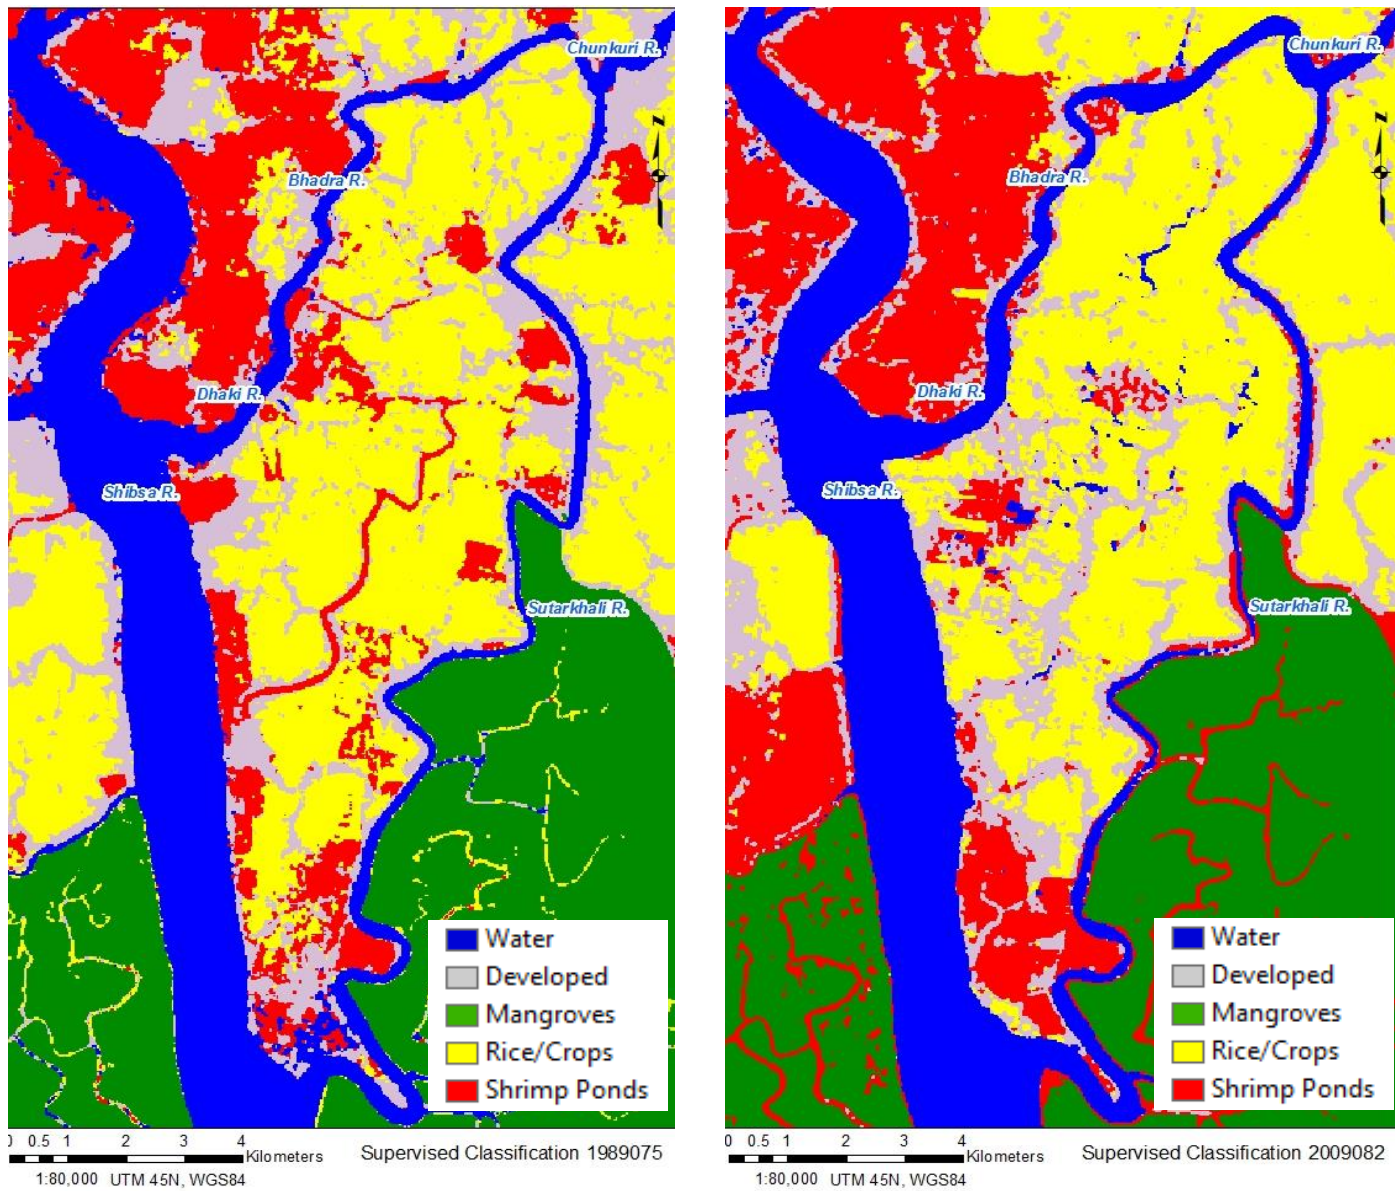 Chunkuri R.
Z
Bhadra R.
Dhaki R.
Shibsa R.
Sutarkhali R.
Water
Developed
Mangroves
Rice/Crops
Shrimp Ponds
0 0.5 1 2 3 4
Kilometers
Supervised Classification 1989075
1:80,000 UTM 45N, WGS84
Chunkuri R.
Z
Bhadra R.
Dhaki R.
Shibsa R.
Sutarkhali R.
Water
Developed
Mangroves
Rice/Crops
Shrimp Ponds
0 0.5 1 2 3 4
Kilometers
Supervised Classification 2009082
1:80,000 UTM 45N, WGS84